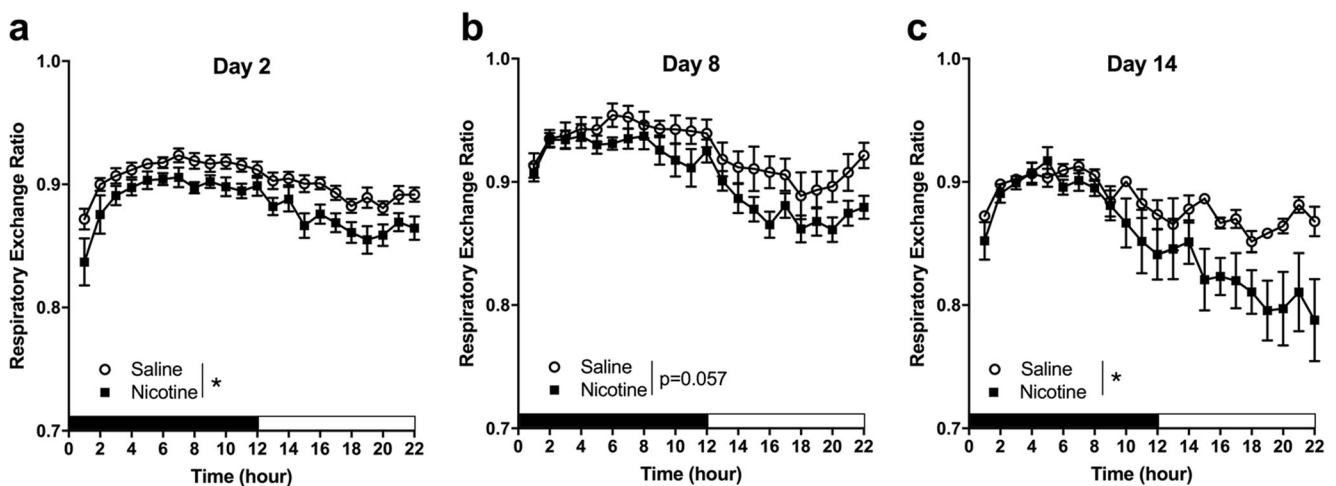 a
Day 2
Respiratory Exchange Ratio
1.0
0.9
0.8
0.7
Saline
Nicotine
*
0 2 4 6 8 10 12 14 16 18 20 22
Time (hour)
b
Day 8
Respiratory Exchange Ratio
1.0
0.9
0.8
0.7
Saline
Nicotine
p=0.057
0 2 4 6 8 10 12 14 16 18 20 22
Time (hour)
c
Day 14
Respiratory Exchange Ratio
1.0
0.9
0.8
0.7
Saline
Nicotine
*
0 2 4 6 8 10 12 14 16 18 20 22
Time (hour)